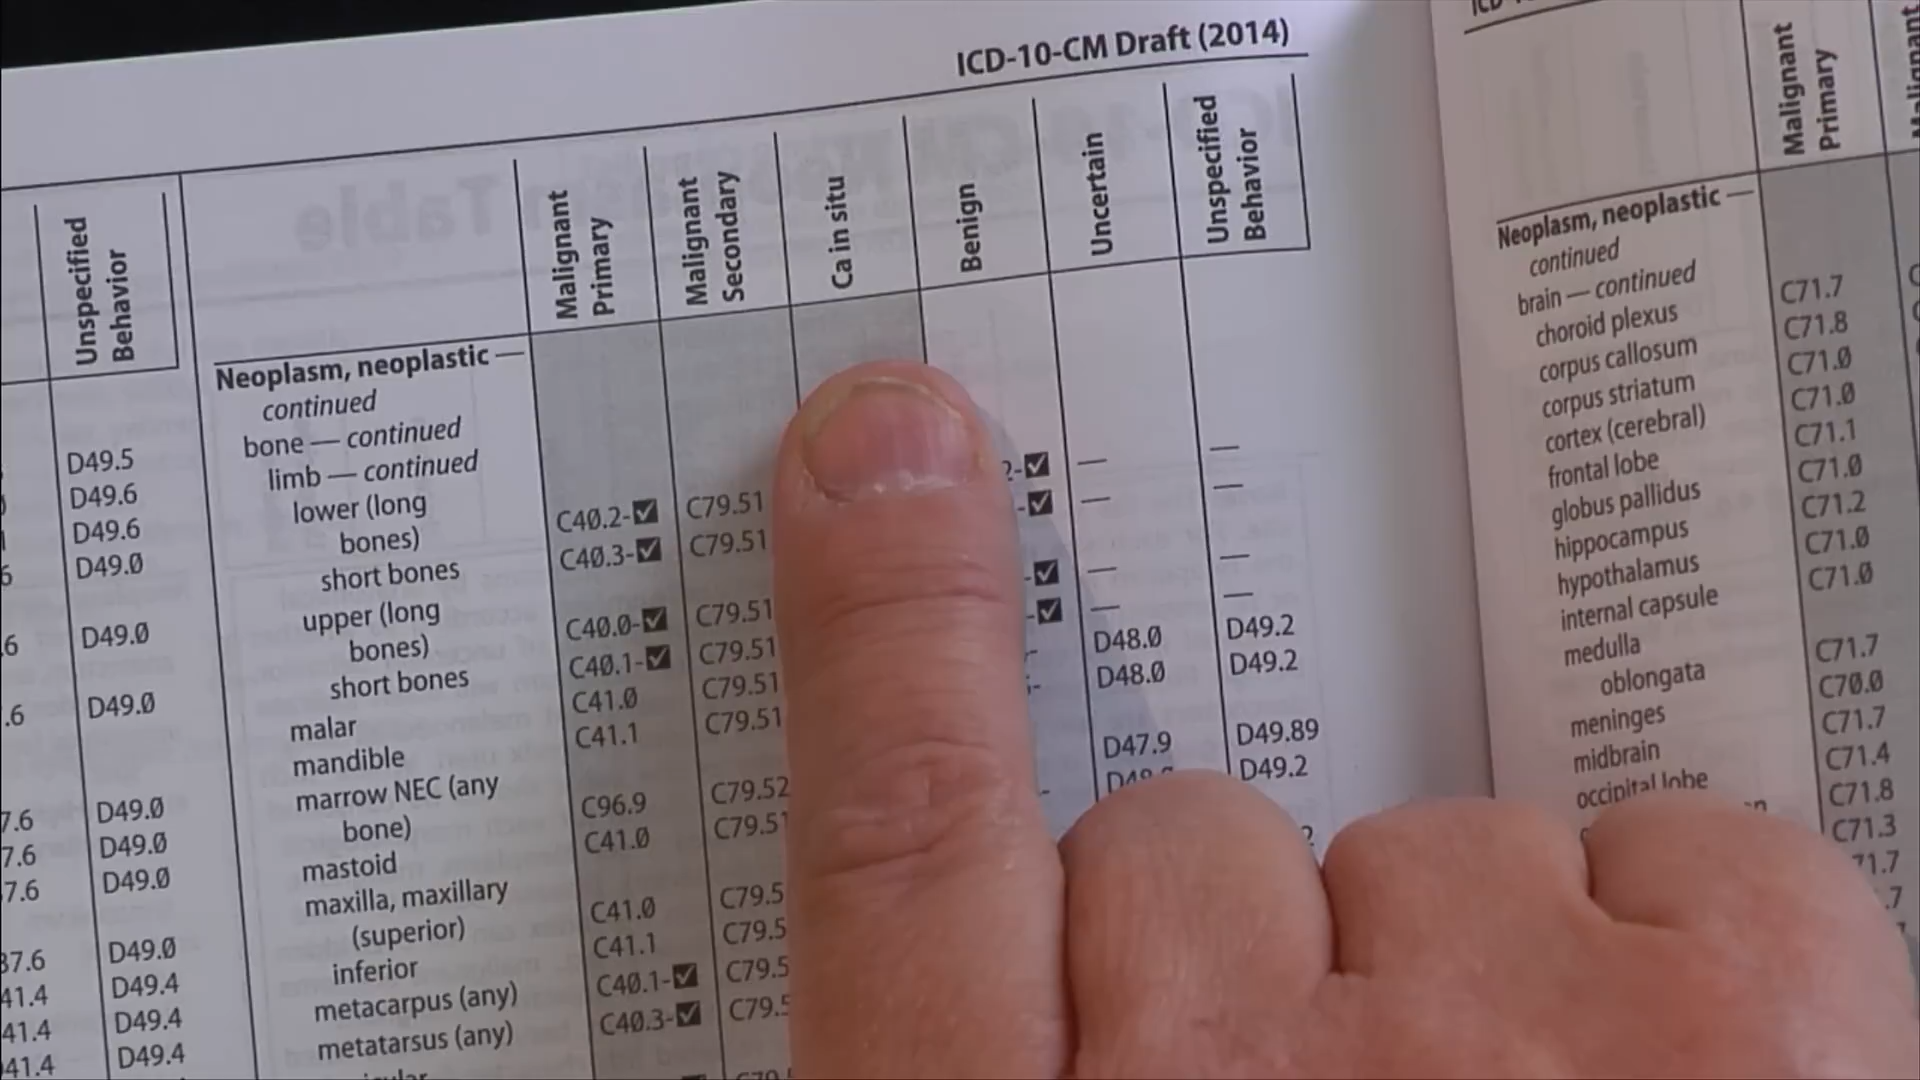 ICD-10-CM Draft (2014)
Unspecified Behavior
D49.5
D49.6
D49.6
D49.0
D49.0
D49.0
D49.0
D49.0
D49.0
D49.0
D49.4
D49.4
D49.4
Malignant Primary
Malignant Secondary
Ca in situ
Benign
Uncertain
Unspecified Behavior
Neoplasm, neoplastic —
continued
bone — continued
limb — continued
lower (long
bones) C40.2-☑ C79.51 — —
short bones C40.3-☑ C79.51 — —
upper (long
bones) C40.0-☑ C79.51 — —
short bones C40.1-☑ C79.51 — —
malar C41.0 C79.51 D48.0 D49.2
mandible C41.1 C79.51 D48.0 D49.2
marrow NEC (any
bone) C96.9 C79.52 D47.9 D49.89
mastoid C41.0 C79.51 D49.2
maxilla, maxillary
(superior) C41.0
inferior C41.1
metacarpus (any) C40.1-☑
metatarsus (any) C40.3-☑
Malignant Primary
Malignant
Neoplasm, neoplastic —
continued
brain — continued
choroid plexus C71.7
corpus callosum C71.8
corpus striatum C71.0
cortex (cerebral) C71.0
frontal lobe C71.1
globus pallidus C71.0
hippocampus C71.2
hypothalamus C71.0
internal capsule C71.0
medulla
oblongata C71.7
meninges C70.0
midbrain C71.7
occipital lobe C71.4
C71.8
C71.3